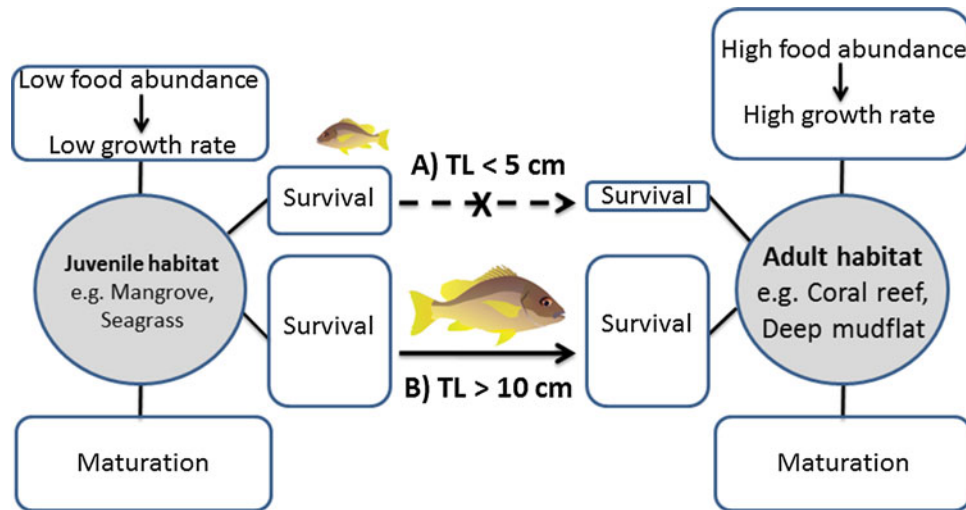 Low food abundance
Low growth rate
Juvenile habitat
e.g. Mangrove,
Seagrass
Survival
Survival
Maturation
A) TL < 5 cm
X
B) TL > 10 cm
High food abundance
High growth rate
Survival
Survival
Adult habitat
e.g. Coral reef,
Deep mudflat
Maturation